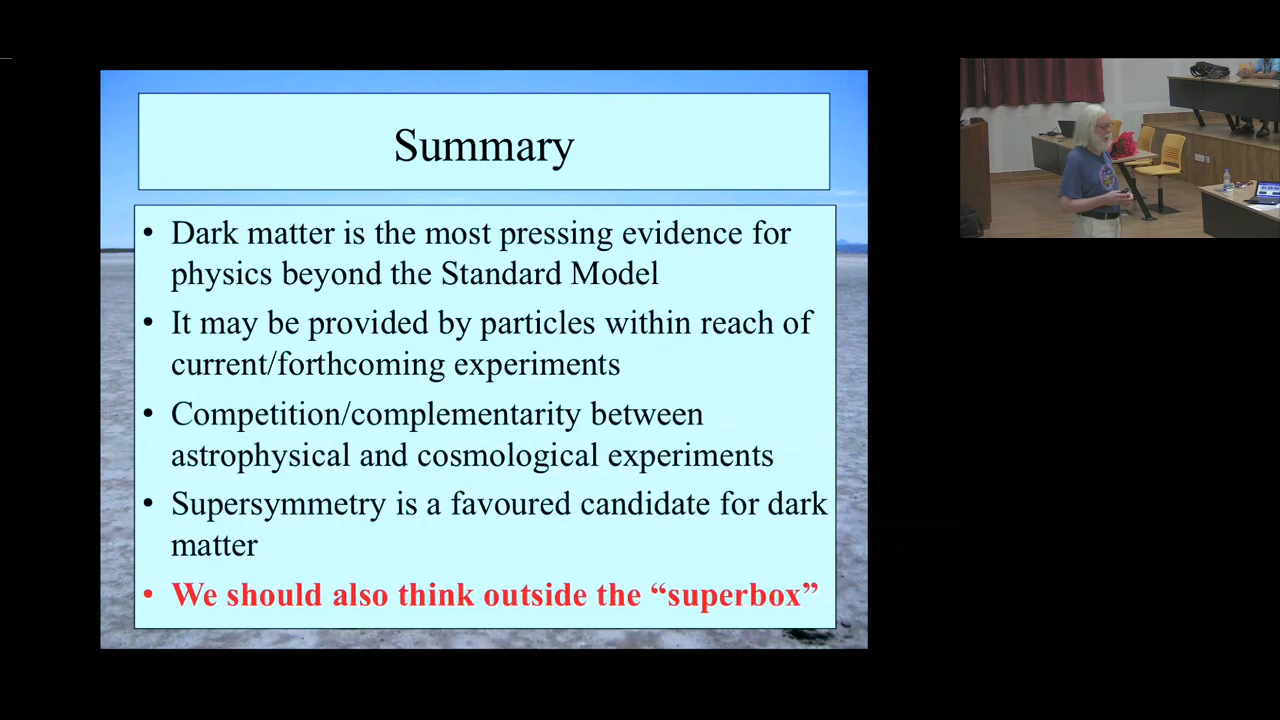 Summary
• Dark matter is the most pressing evidence for
physics beyond the Standard Model
• It may be provided by particles within reach of
current/forthcoming experiments
• Competition/complementarity between
astrophysical and cosmological experiments
• Supersymmetry is a favoured candidate for dark
matter
• We should also think outside the “superbox”